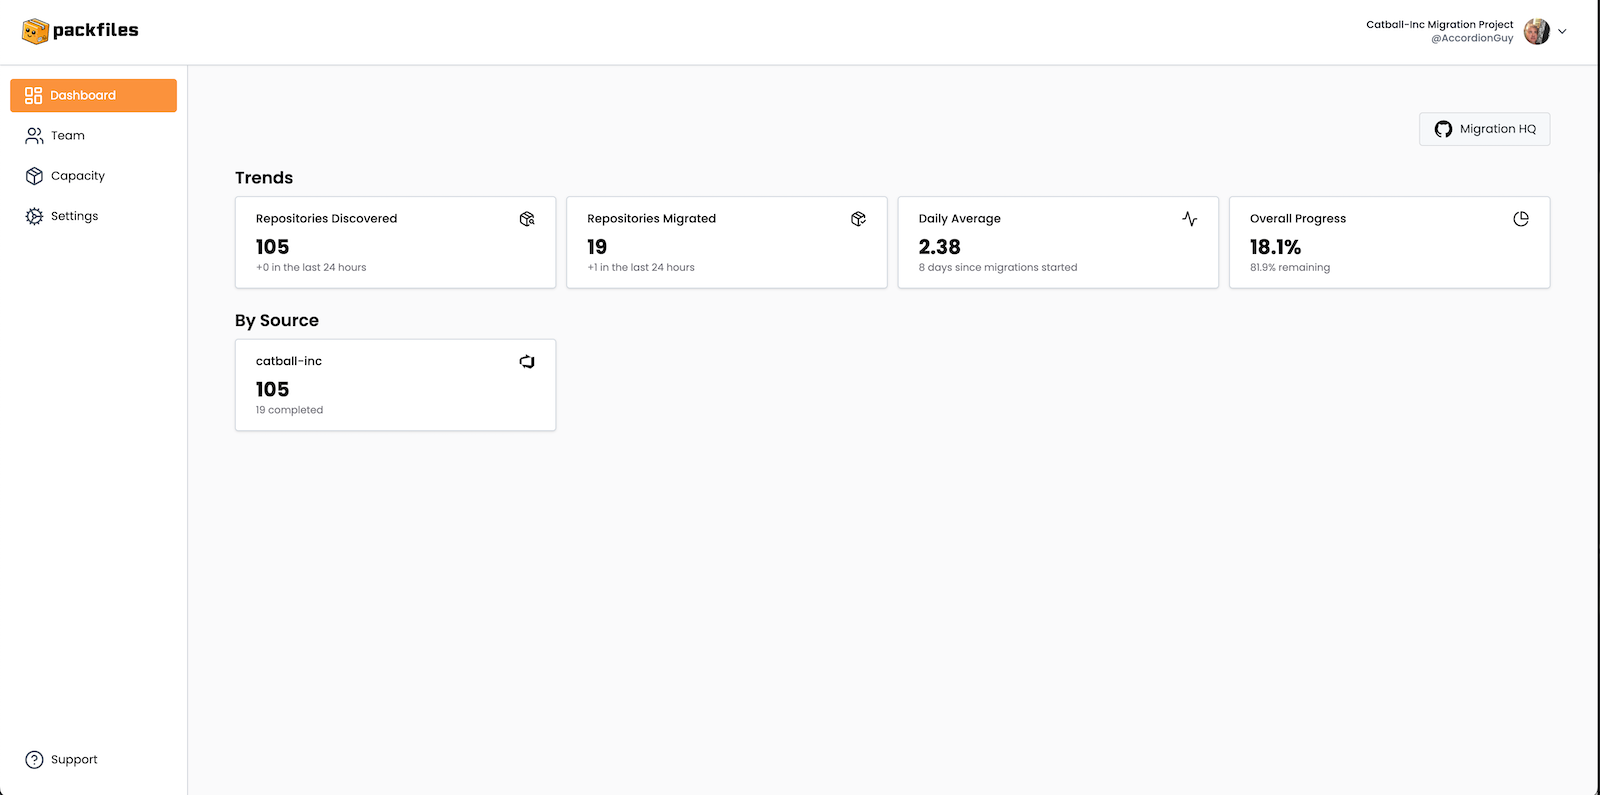 packfiles
Catball-Inc Migration Project
@AccordionGuy
Dashboard
Team
Capacity
Settings
Support
Migration HQ
Trends
Repositories Discovered
105
+0 in the last 24 hours
Repositories Migrated
19
+1 in the last 24 hours
Daily Average
2.38
8 days since migrations started
Overall Progress
18.1%
81.9% remaining
By Source
catball-inc
105
19 completed